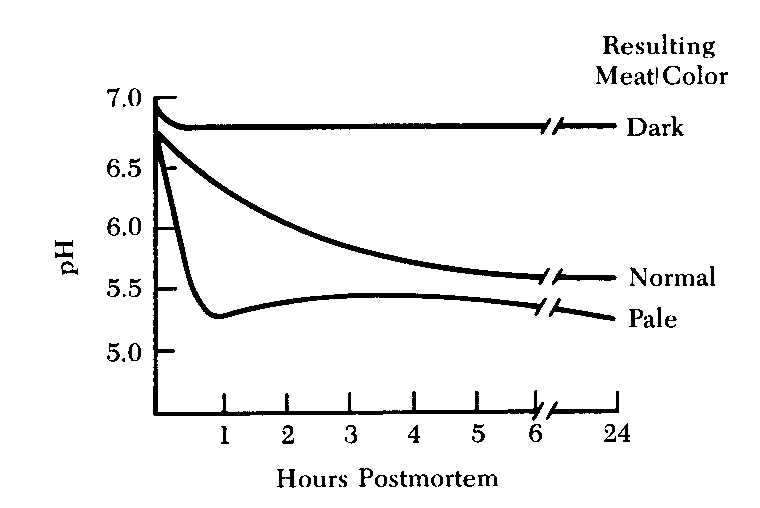 Resulting
Meat Color
7.0
6.5
6.0
5.5
5.0
pH
Dark
Normal
Pale
1 2 3 4 5 6 24
Hours Postmortem